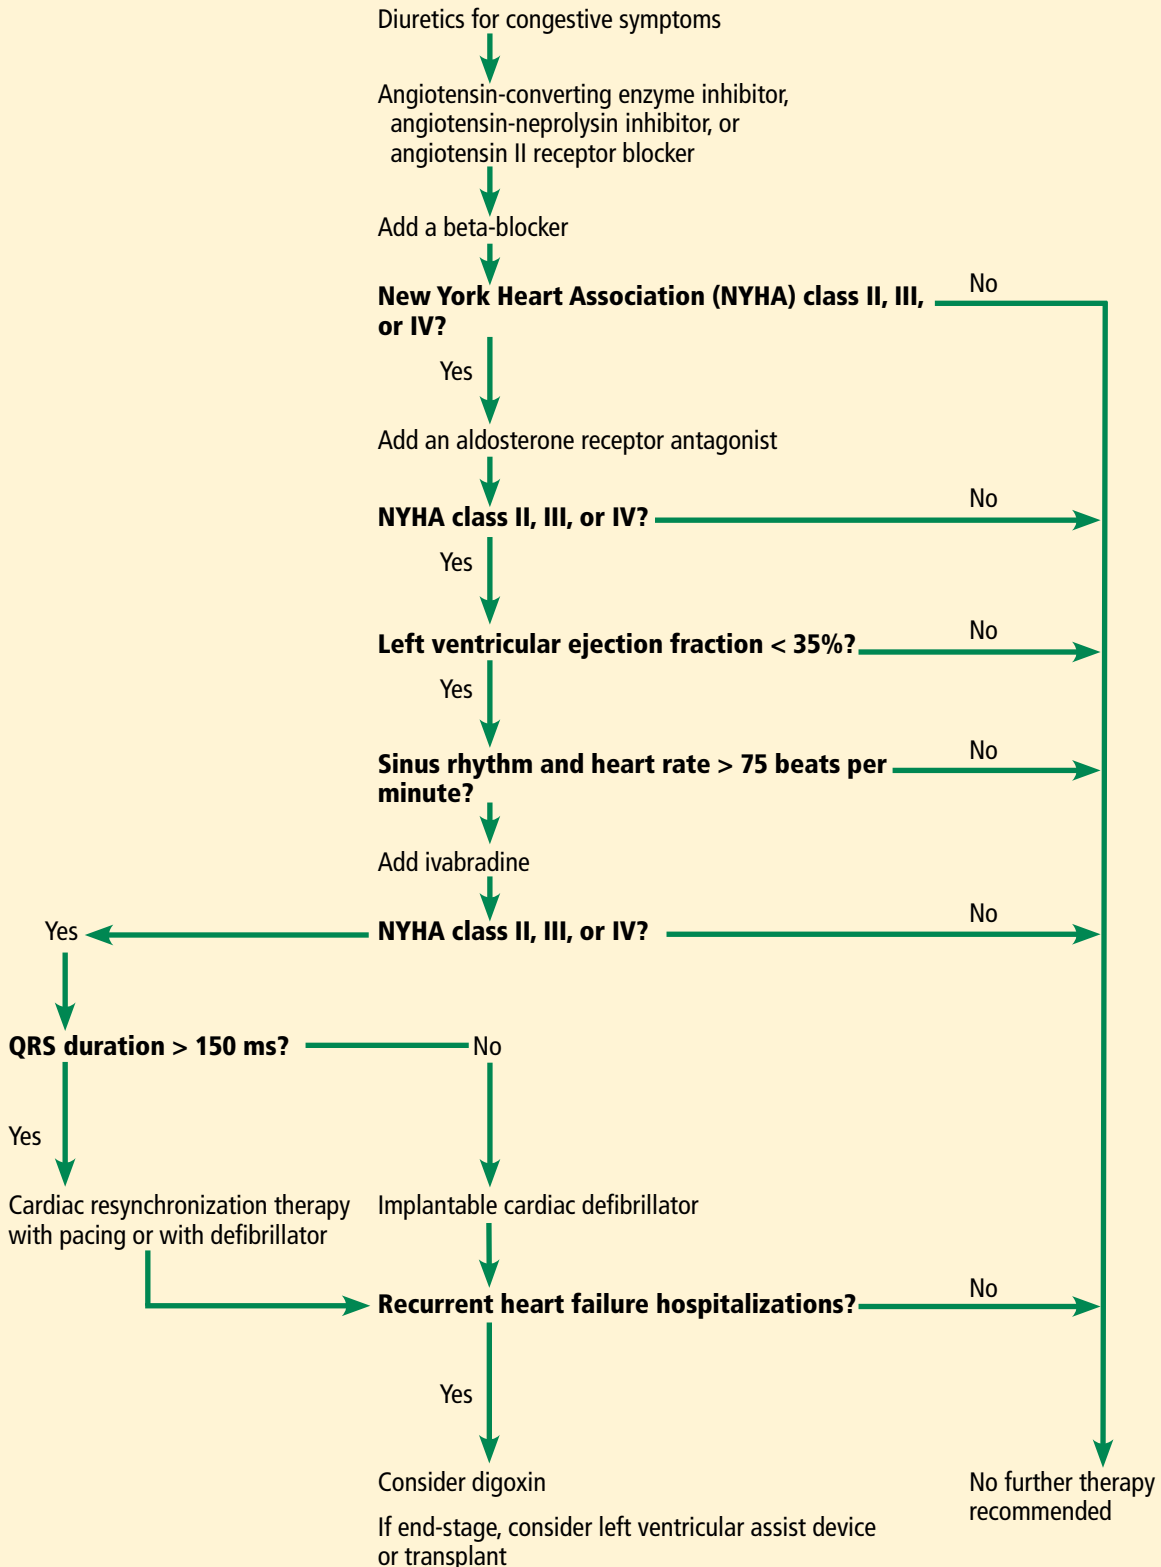 Diuretics for congestive symptoms
Angiotensin-converting enzyme inhibitor,
angiotensin-neprolysin inhibitor, or
angiotensin II receptor blocker
Add a beta-blocker
New York Heart Association (NYHA) class II, III,
or IV?
No
Yes
Add an aldosterone receptor antagonist
NYHA class II, III, or IV?
No
Yes
Left ventricular ejection fraction < 35%?
No
Yes
Sinus rhythm and heart rate > 75 beats per
minute?
No
Add ivabradine
NYHA class II, III, or IV?
No
Yes
QRS duration > 150 ms?
No
Yes
Cardiac resynchronization therapy
with pacing or with defibrillator
Implantable cardiac defibrillator
Recurrent heart failure hospitalizations?
No
Yes
Consider digoxin
If end-stage, consider left ventricular assist device
or transplant
No further therapy
recommended